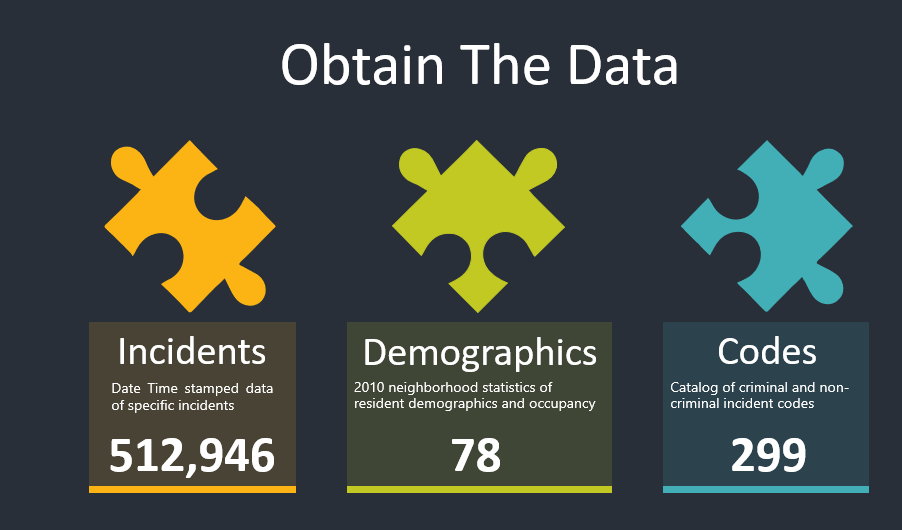 Obtain The Data
Incidents
Date Time stamped data
of specific incidents
512,946
Demographics
2010 neighborhood statistics of
resident demographics and occupancy
78
Codes
Catalog of criminal and non-
criminal incident codes
299